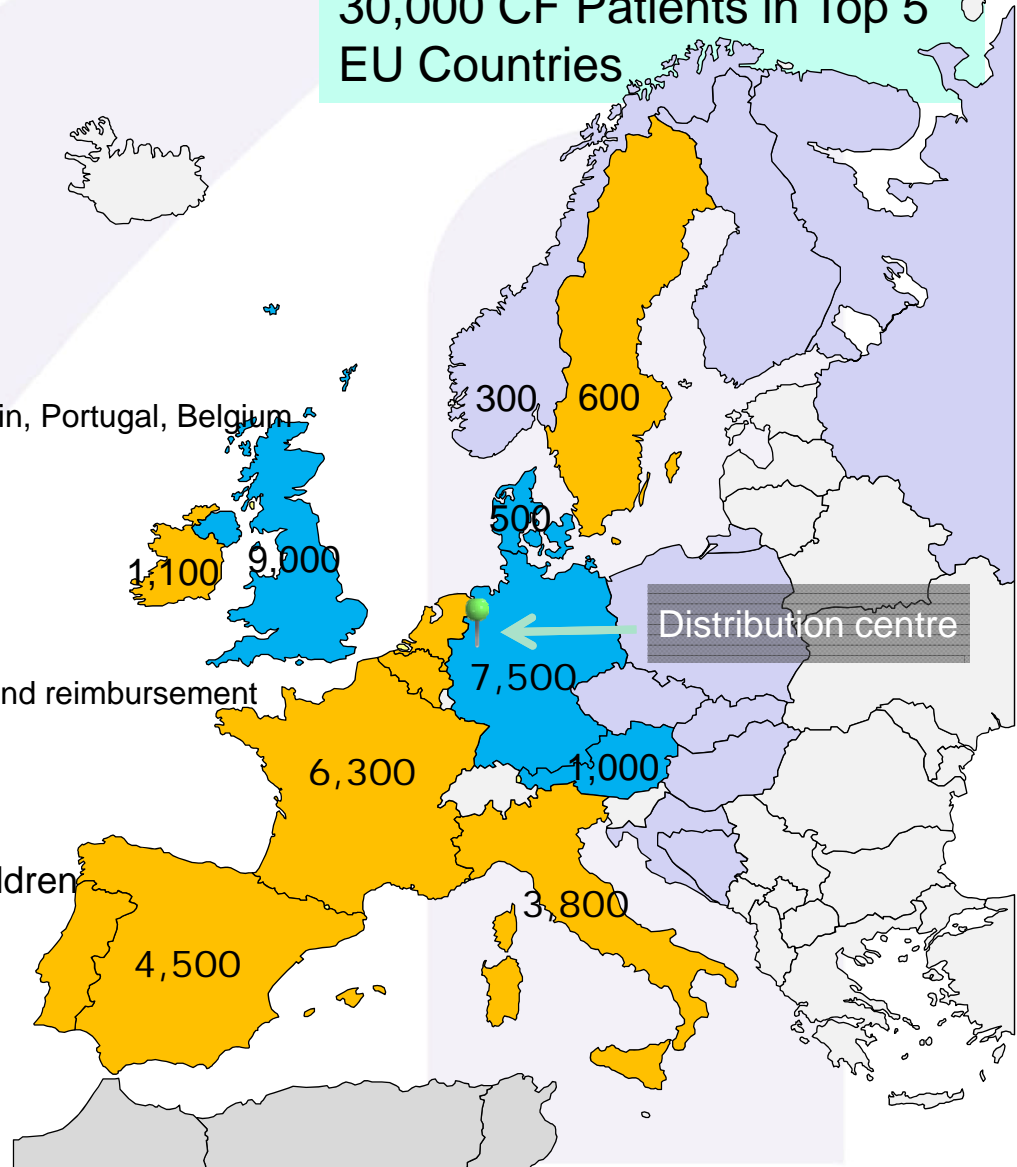 30,000 CF Patients in Top 5
EU Countries
300
600
in, Portugal, Belgium
500
9,000
1,100
Distribution centre
7,500
nd reimbursement
1,000
6,300
ldren
3,800
4,500